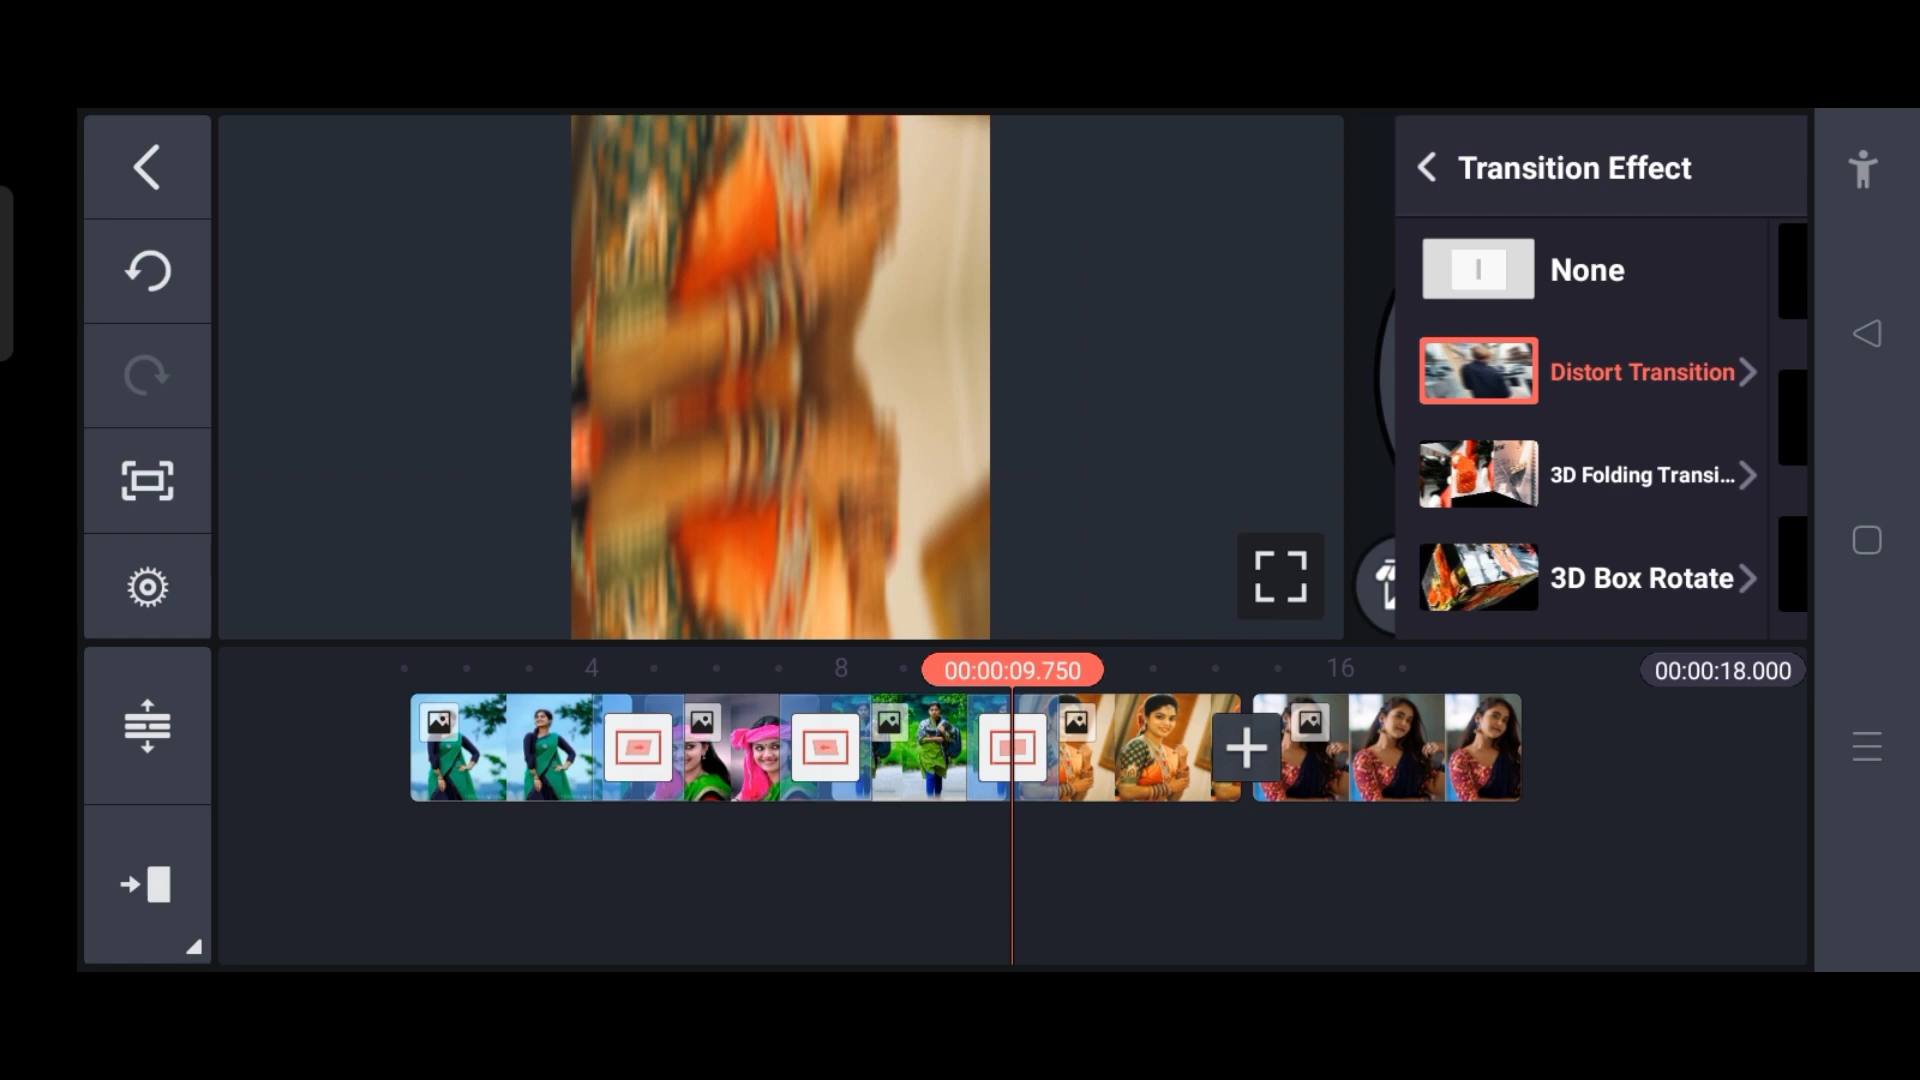 Transition Effect
None
Distort Transition
3D Folding Transi...
3D Box Rotate
4
8
00:00:09.750
16
00:00:18.000